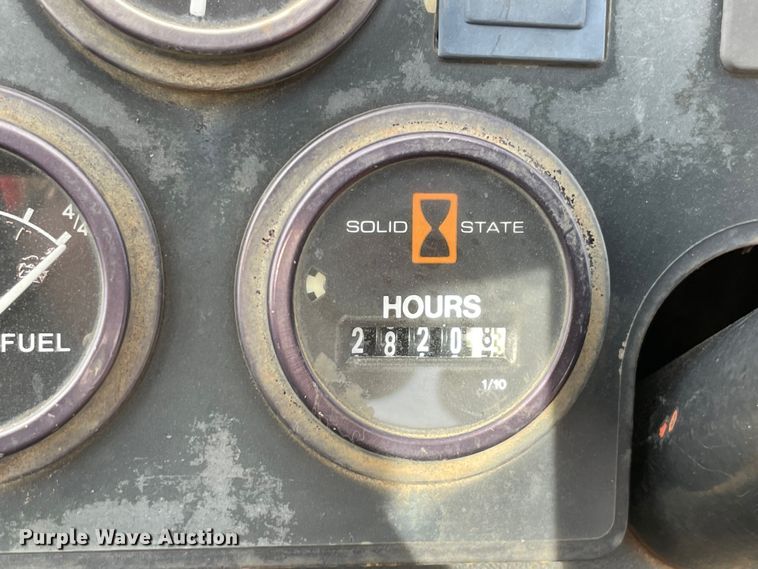 SOLID STATE
HOURS
2820
1/10
4/4
FUEL
Purple Wave Auction